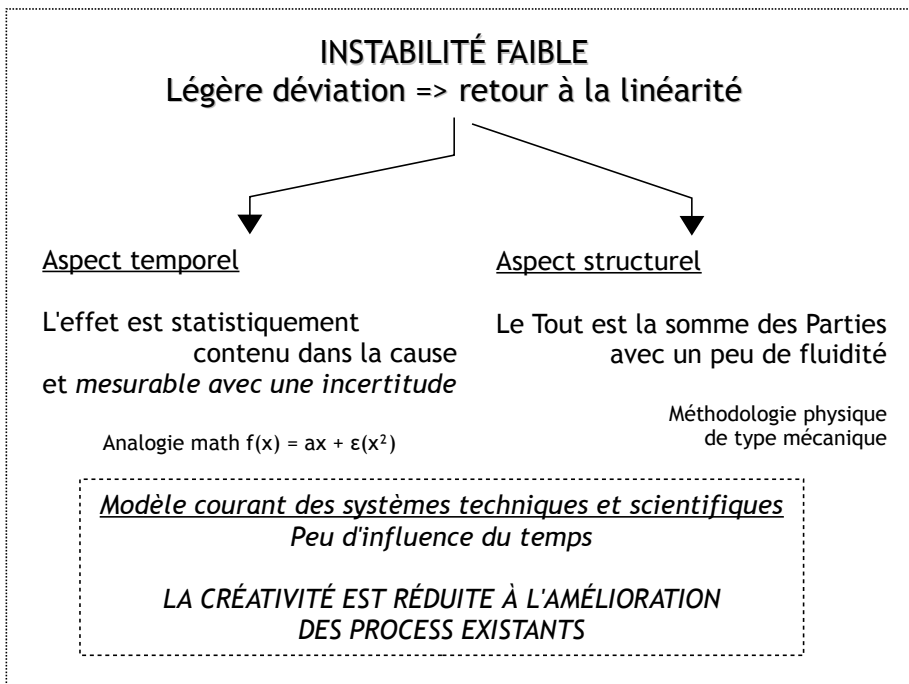 INSTABILITÉ FAIBLE
Légère déviation => retour à la linéarité
Aspect temporel
L'effet est statistiquement
contenu dans la cause
et mesurable avec une incertitude
Analogie math f(x) = ax + ε(x²)
Aspect structurel
Le Tout est la somme des Parties
avec un peu de fluidité
Méthodologie physique
de type mécanique
Modèle courant des systèmes techniques et scientifiques
Peu d'influence du temps
LA CRÉATIVITÉ EST RÉDUITE À L'AMÉLIORATION
DES PROCESS EXISTANTS